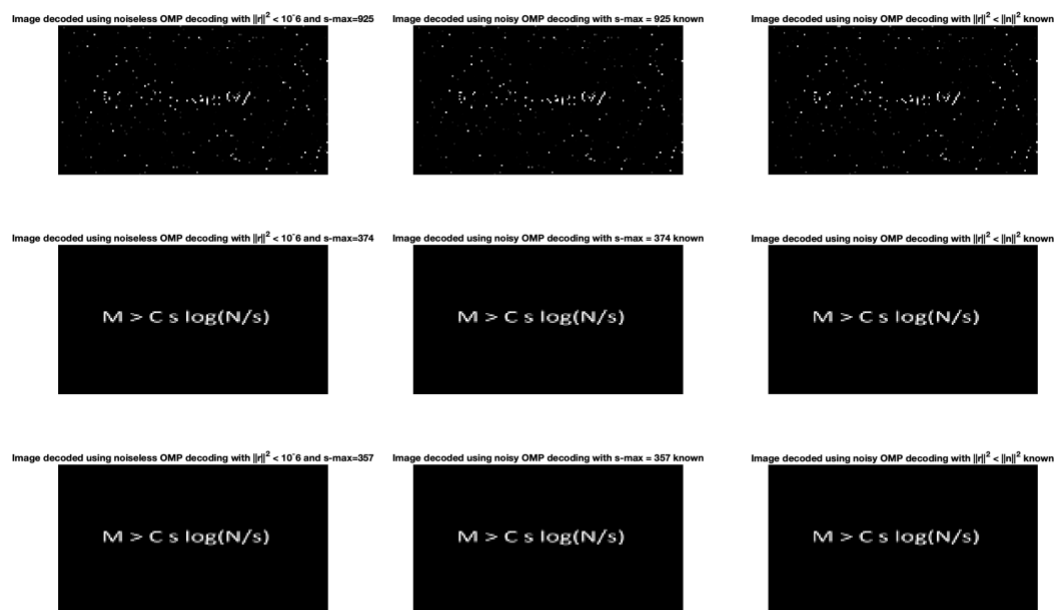 Image decoded using noiseless OMP decoding with ||r||² < 10^-6 and s-max=925
Image decoded using noisy OMP decoding with s-max = 925 known
Image decoded using noisy OMP decoding with ||r||² < ||n||² known
Image decoded using noiseless OMP decoding with ||r||² < 10^-6 and s-max=374
Image decoded using noisy OMP decoding with s-max = 374 known
Image decoded using noisy OMP decoding with ||r||² < ||n||² known
M > C s log(N/s)
M > C s log(N/s)
M > C s log(N/s)
Image decoded using noiseless OMP decoding with ||r||² < 10^-6 and s-max=357
Image decoded using noisy OMP decoding with s-max = 357 known
Image decoded using noisy OMP decoding with ||r||² < ||n||² known
M > C s log(N/s)
M > C s log(N/s)
M > C s log(N/s)